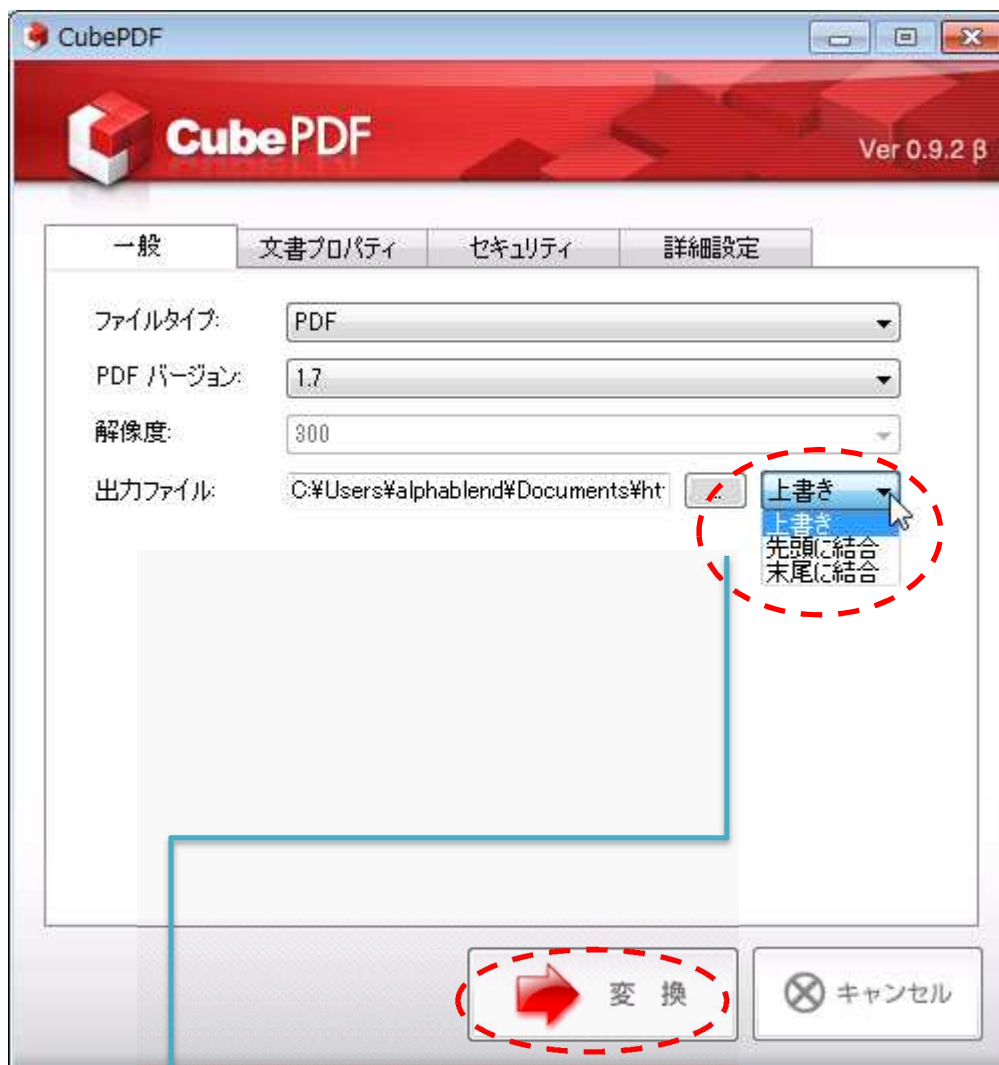 CubePDF
CubePDF
Ver 0.9.2 β
一般 文書プロパティ セキュリティ 詳細設定
ファイルタイプ: PDF
PDF バージョン: 1.7
解像度: 300
出力ファイル: C:¥Users¥alphablend¥Documents¥ht ... 上書き
上書き
先頭に結合
末尾に結合
変 換 キャンセル